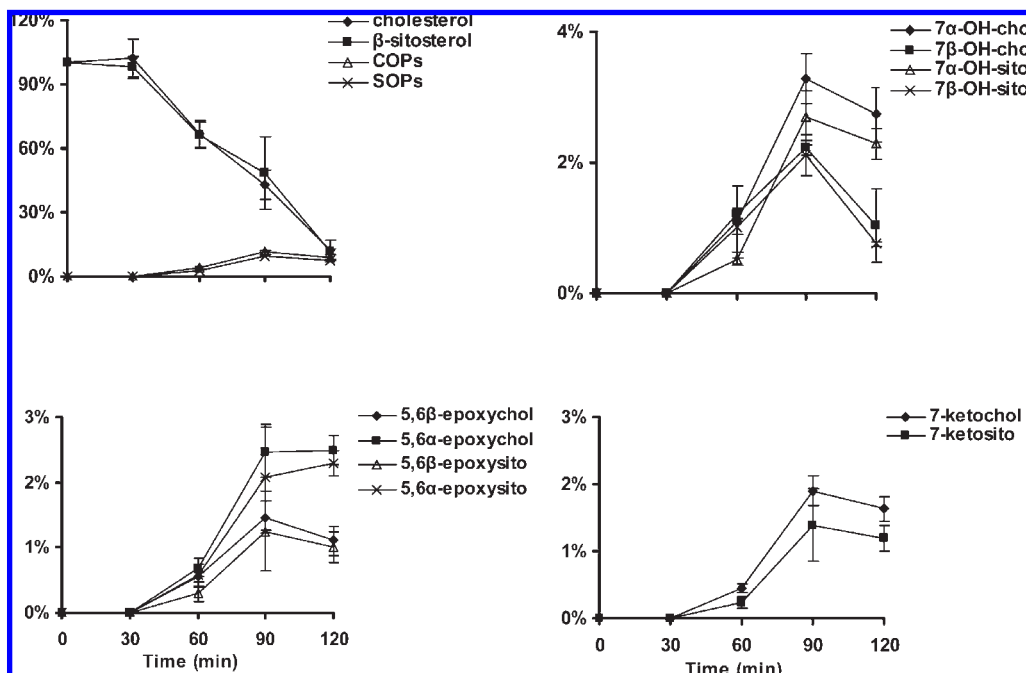 120%
90%
60%
30%
0%
cholesterol
β-sitosterol
COPs
SOPs
4%
2%
0%
7α-OH-cho
7β-OH-cho
7α-OH-sito
7β-OH-sito
3%
2%
1%
0%
0 30 60 90 120
Time (min)
5,6β-epoxychol
5,6α-epoxychol
5,6β-epoxysito
5,6α-epoxysito
3%
2%
1%
0%
0 30 60 90 120
Time (min)
7-ketochol
7-ketosito